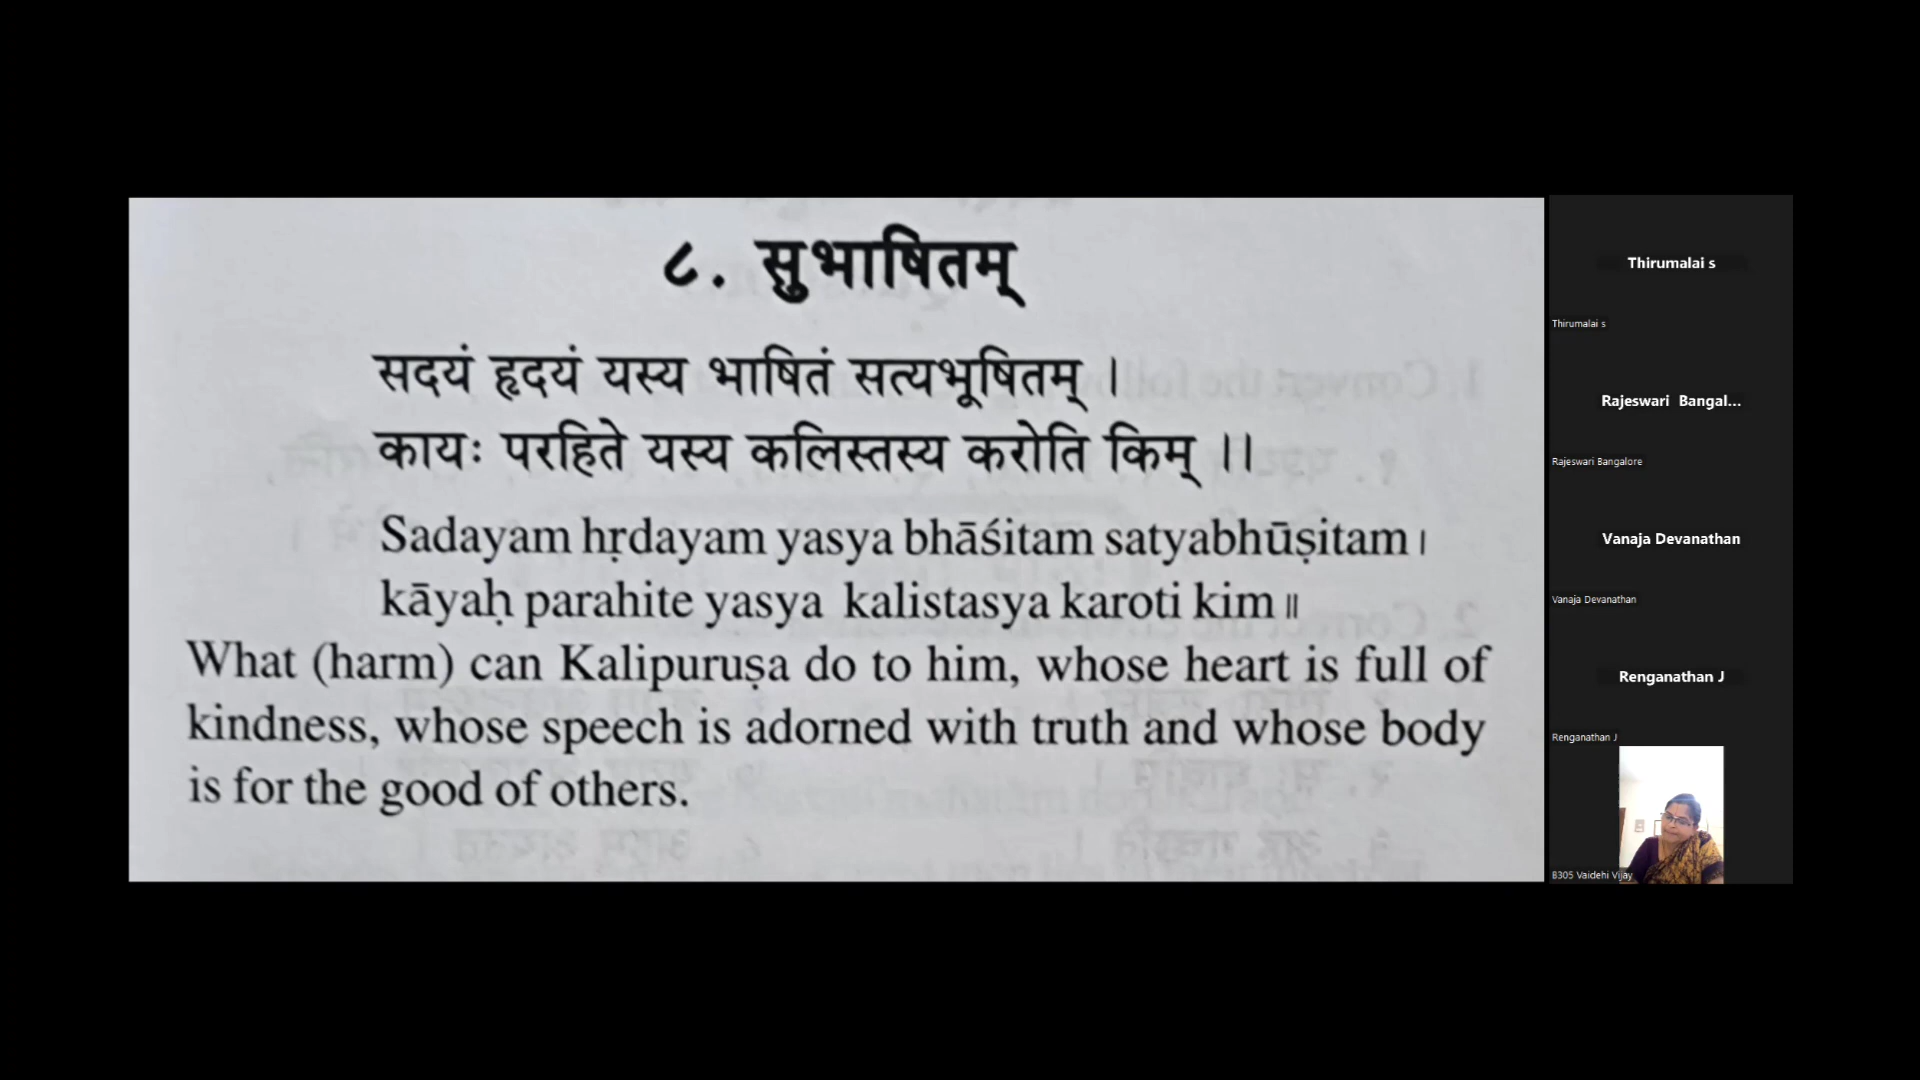 ८. सुभाषितम्
सदयं हृदयं यस्य भाषितं सत्यभूषितम् ।
कायः परहिते यस्य कलिस्तस्य करोति किम् ।।
Sadayam hṛdayam yasya bhāśitam satyabhūṣitam ।
kāyaḥ parahite yasya kalistasya karoti kim ॥
What (harm) can Kalipuruṣa do to him, whose heart is full of
kindness, whose speech is adorned with truth and whose body
is for the good of others.
Thirumalai s
Thirumalai s
Rajeswari Bangal...
Rajeswari Bangalore
Vanaja Devanathan
Vanaja Devanathan
Renganathan J
Renganathan J
B305 Vaidehi Vijay